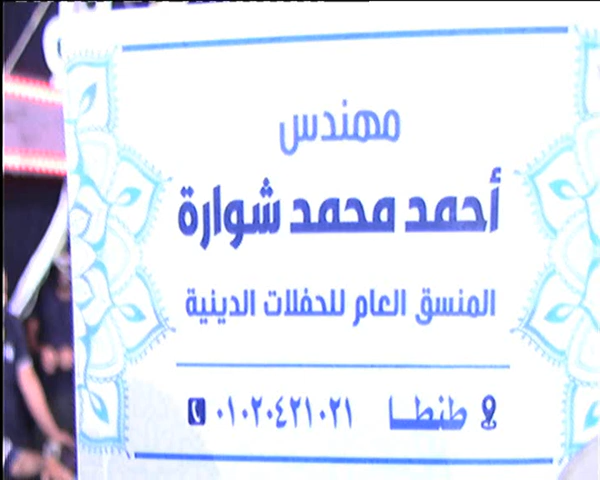 مهندس
أحمد محمد شوارة
المنسق العام للحفلات الدينية
طنطا ٠١٠٢٠٤٢١٠٢١